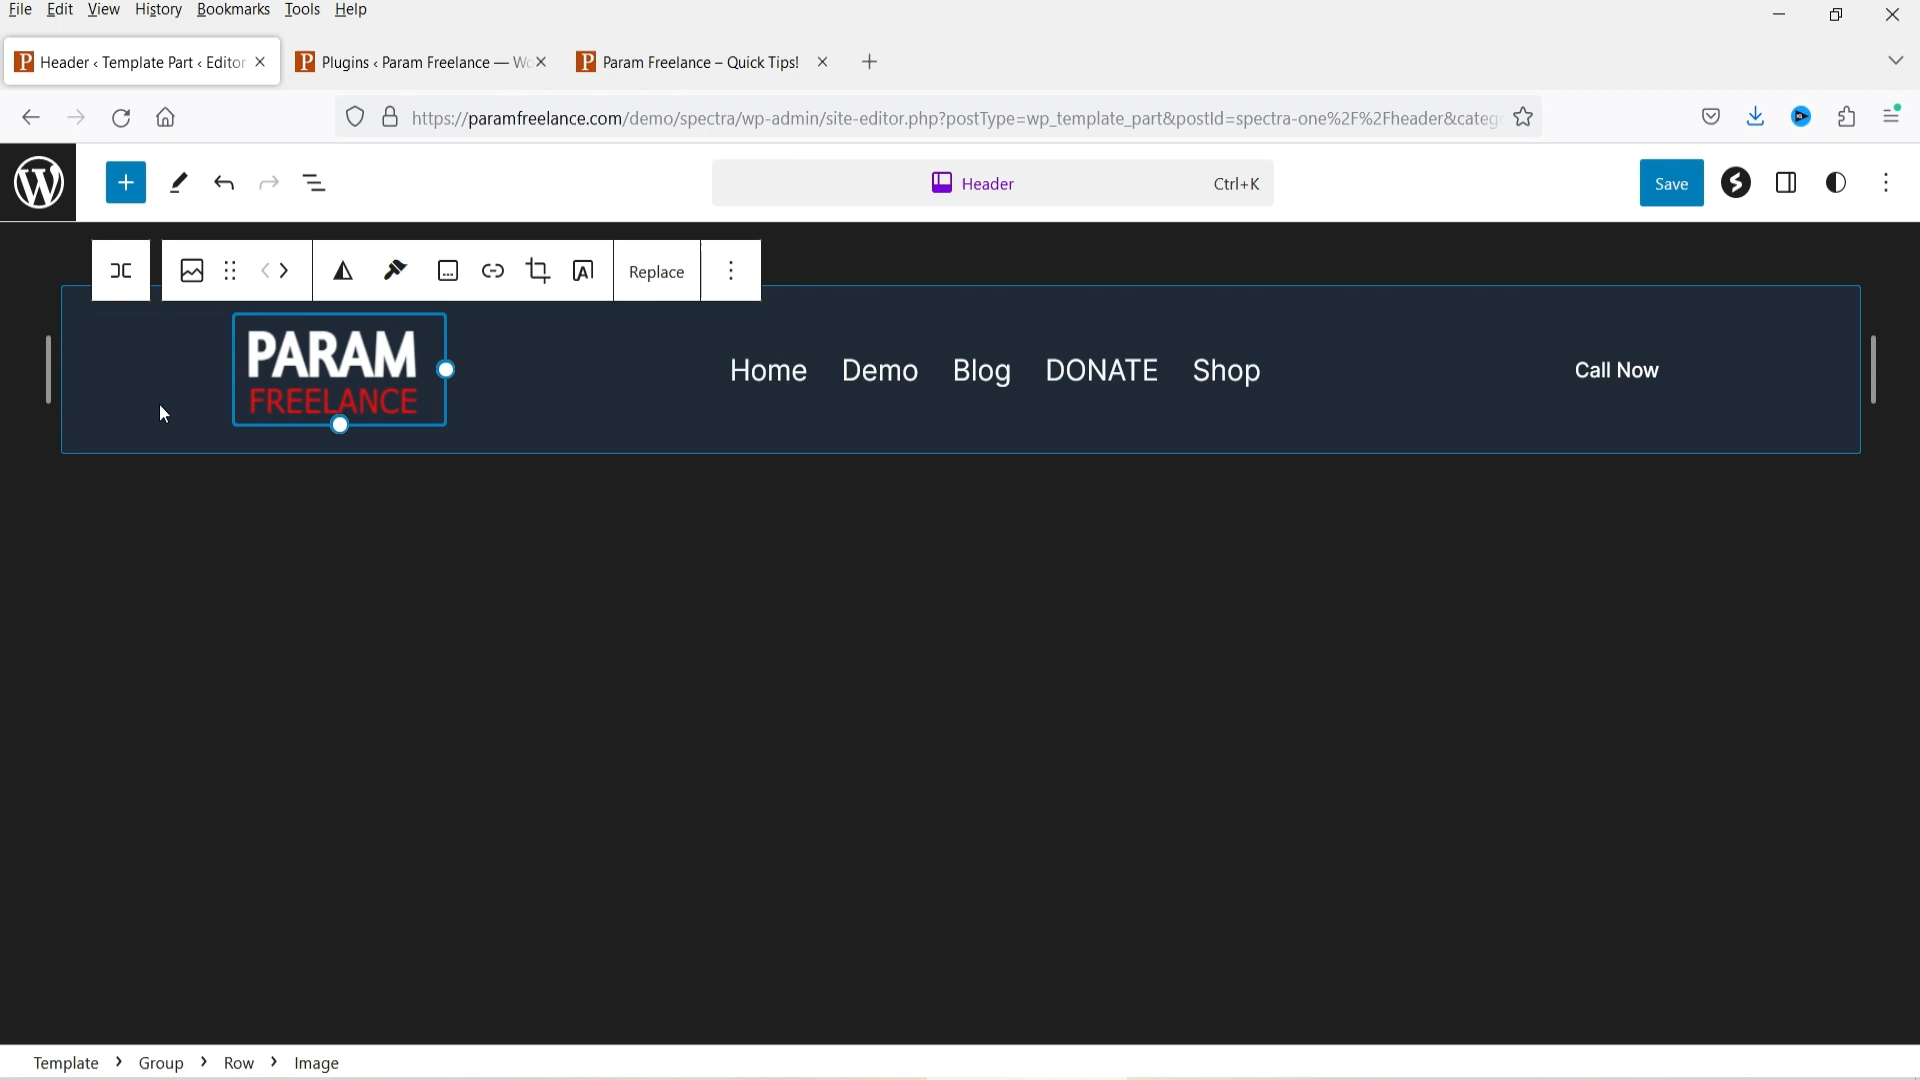 File Edit View History Bookmarks Tools Help
Header ‹ Template Part ‹ Editor
Plugins ‹ Param Freelance — Wo
Param Freelance – Quick Tips!
https://paramfreelance.com/demo/spectra/wp-admin/site-editor.php?postType=wp_template_part&postId=spectra-one%2F%2Fheader&categ
Header Ctrl+K
Save
Replace
PARAM
FREELANCE
Home Demo Blog DONATE Shop
Call Now
Template › Group › Row › Image